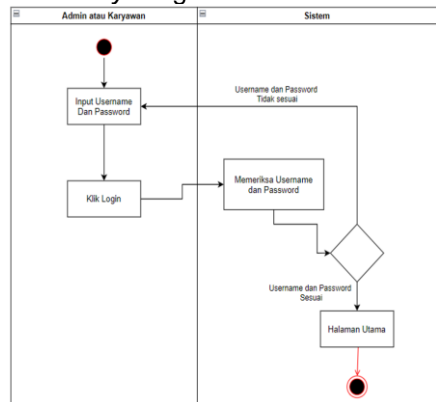 Admin atau Karyawan
Sistem
Input Username
Dan Password
Username dan Password
Tidak sesuai
Klik Login
Memeriksa Username
dan Password
Username dan Password
Sesuai
Halaman Utama